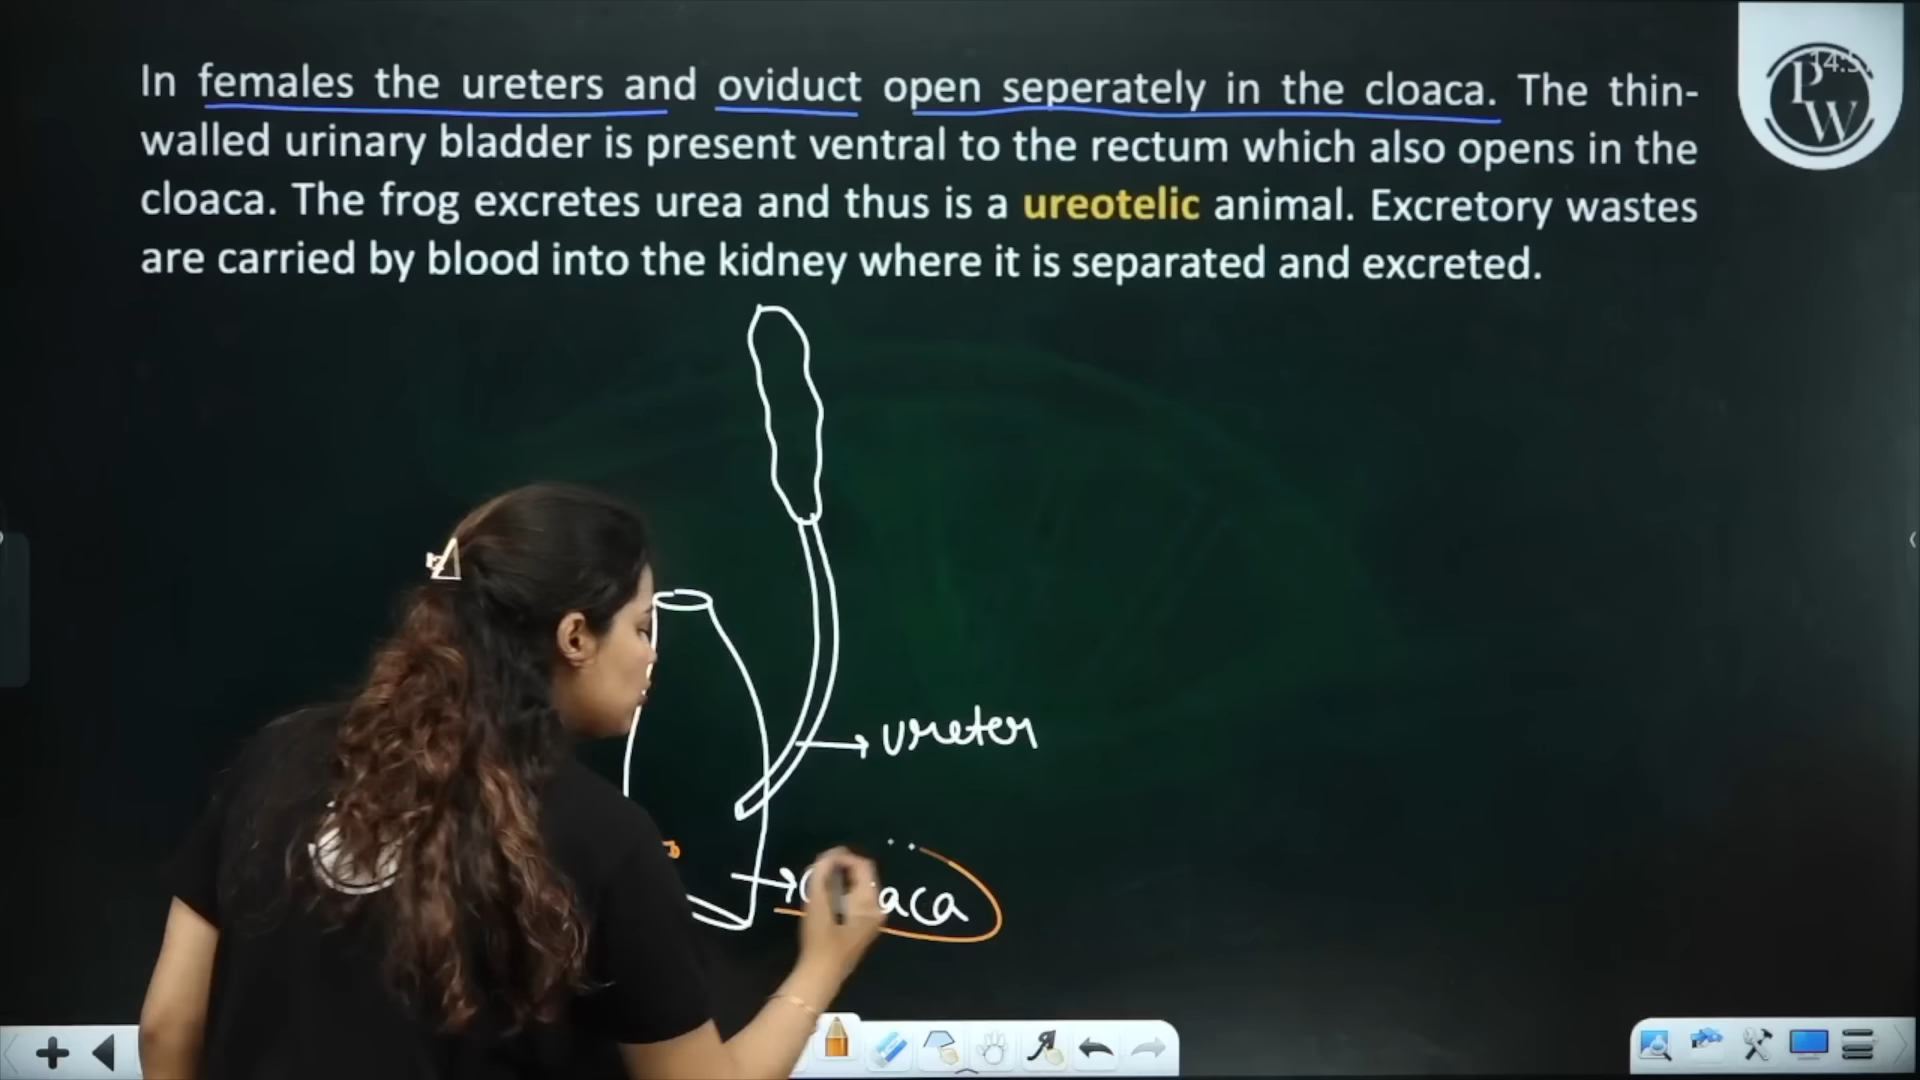 In females the ureters and oviduct open seperately in the cloaca. The thin-
walled urinary bladder is present ventral to the rectum which also opens in the
cloaca. The frog excretes urea and thus is a ureotelic animal. Excretory wastes
are carried by blood into the kidney where it is separated and excreted.
PW
ureter